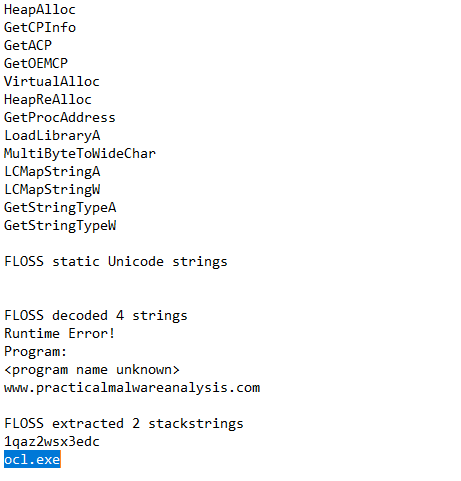 HeapAlloc
GetCPInfo
GetACP
GetOEMCP
VirtualAlloc
HeapReAlloc
GetProcAddress
LoadLibraryA
MultiByteToWideChar
LCMapStringA
LCMapStringW
GetStringTypeA
GetStringTypeW
FLOSS static Unicode strings
FLOSS decoded 4 strings
Runtime Error!
Program:
<program name unknown>
www.practicalmalwareanalysis.com
FLOSS extracted 2 stackstrings
1qaz2wsx3edc
ocl.exe